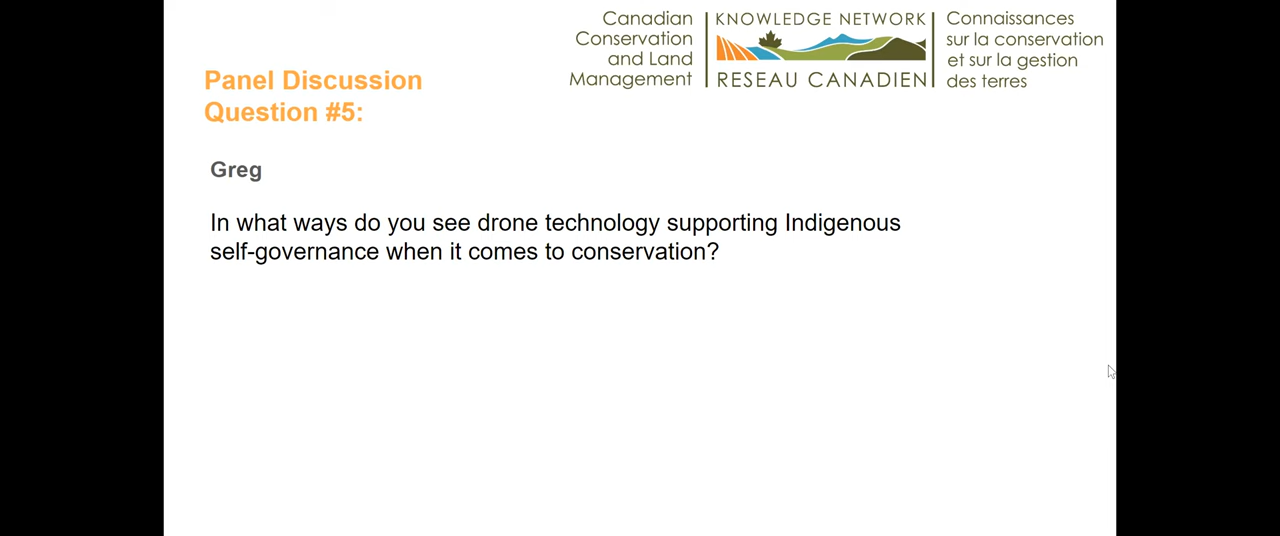 Canadian
Conservation
and Land
Management
KNOWLEDGE NETWORK
RESEAU CANADIEN
Connaissances
sur la conservation
et sur la gestion
des terres
Panel Discussion
Question #5:
Greg
In what ways do you see drone technology supporting Indigenous
self-governance when it comes to conservation?